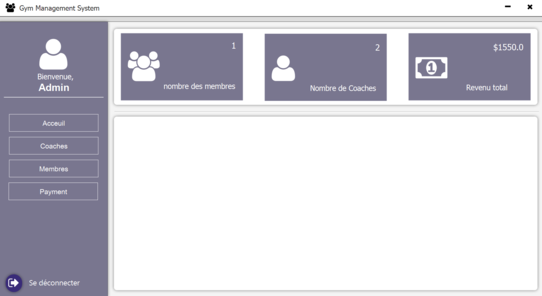 Gym Management System
Bienvenue,
Admin
Acceuil
Coaches
Membres
Payment
Se déconnecter
1
nombre des membres
2
Nombre de Coaches
$1550.0
Revenu total